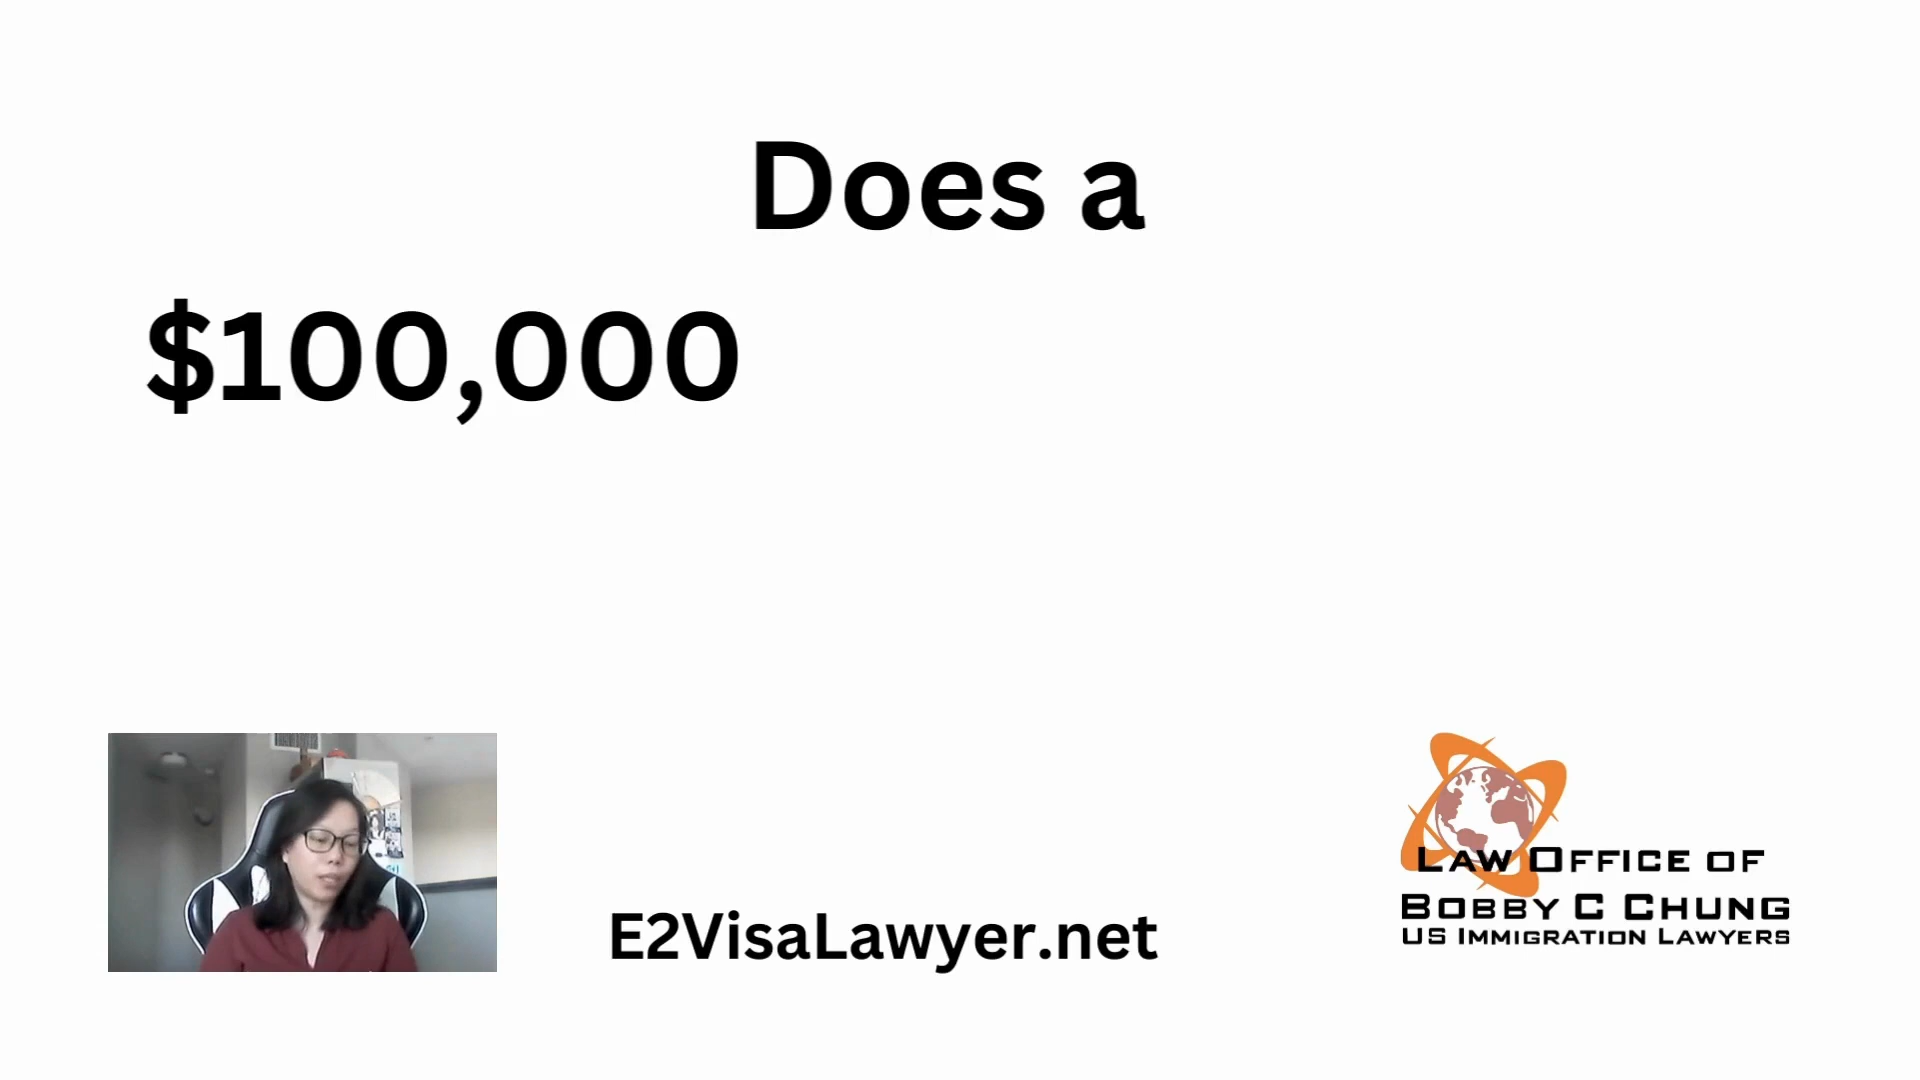 Does a
$100,000
E2VisaLawyer.net
LAW OFFICE OF
BOBBY C CHUNG
US IMMIGRATION LAWYERS